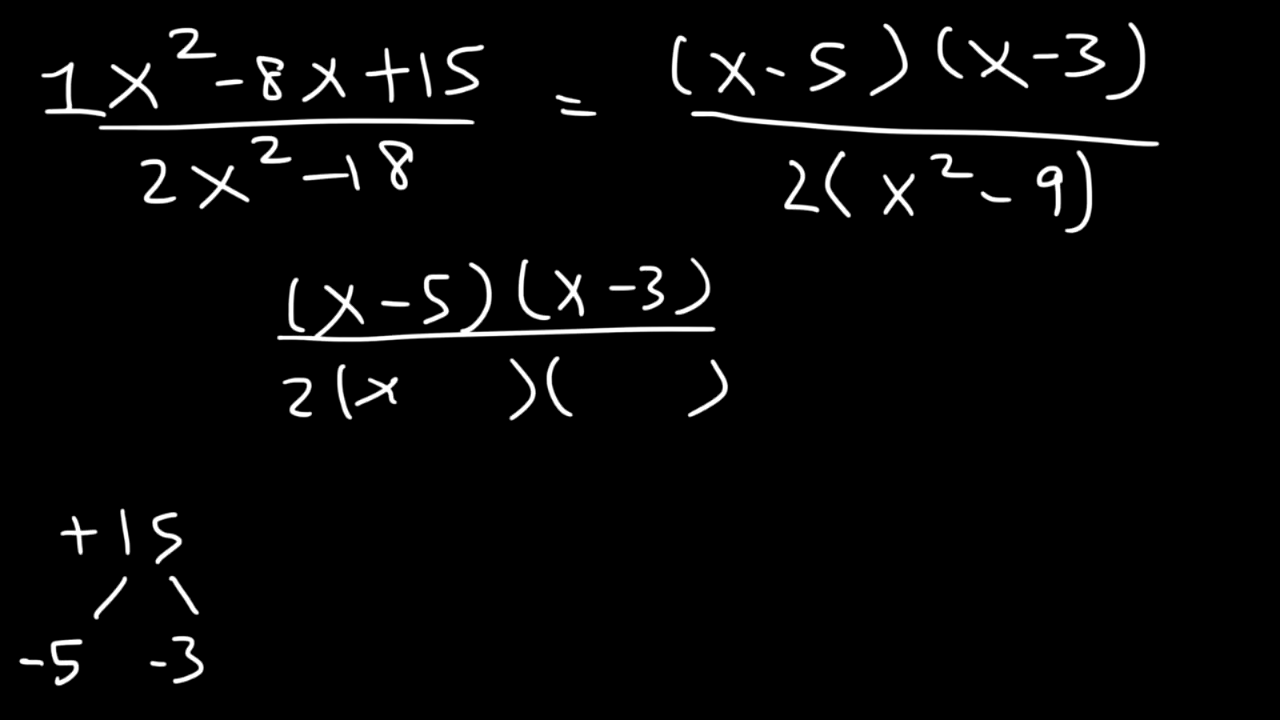 1x² - 8x + 15 / 2x² - 18 = (x - 5)(x - 3) / 2(x² - 9)
(x - 5)(x - 3) / 2(x )( )
+15
-5 -3